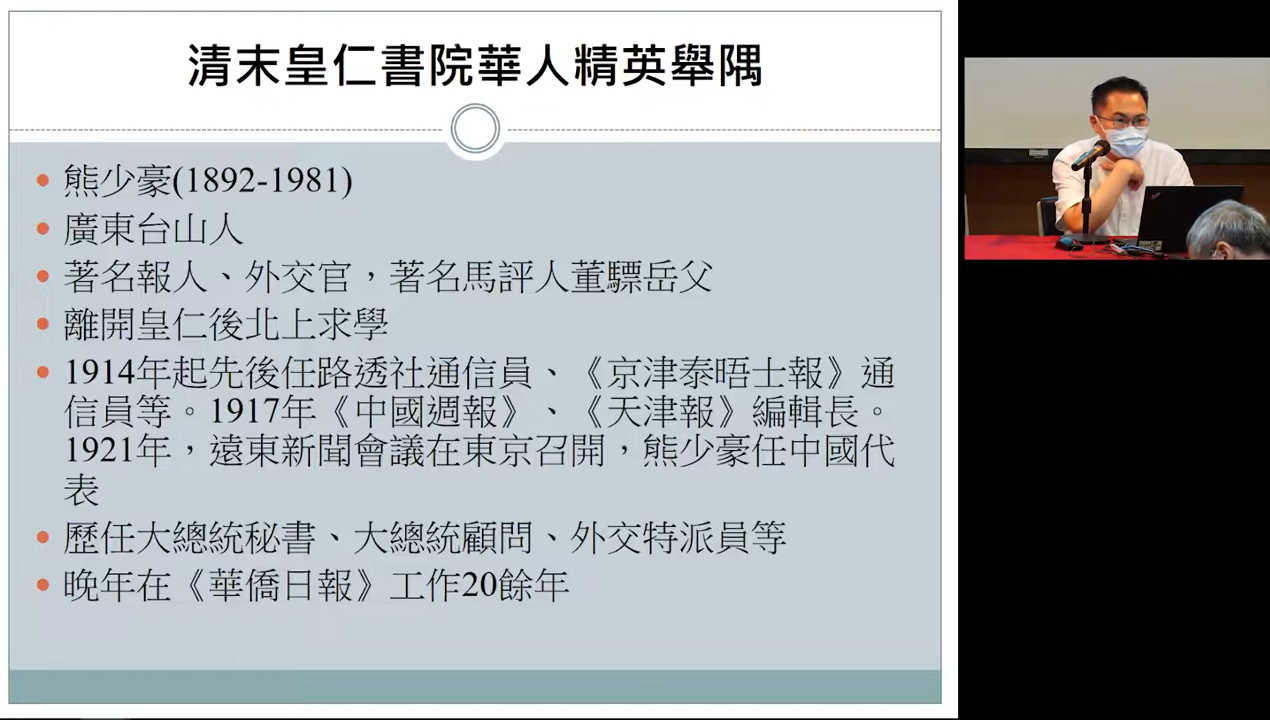 清末皇仁書院華人精英舉隅
熊少豪(1892-1981)
廣東台山人
著名報人、外交官，著名馬評人董驃岳父
離開皇仁後北上求學
1914年起先後任路透社通信員、《京津泰晤士報》通
信員等。1917年《中國週報》、《天津報》編輯長。
1921年，遠東新聞會議在東京召開，熊少豪任中國代
表
歷任大總統秘書、大總統顧問、外交特派員等
晚年在《華僑日報》工作20餘年